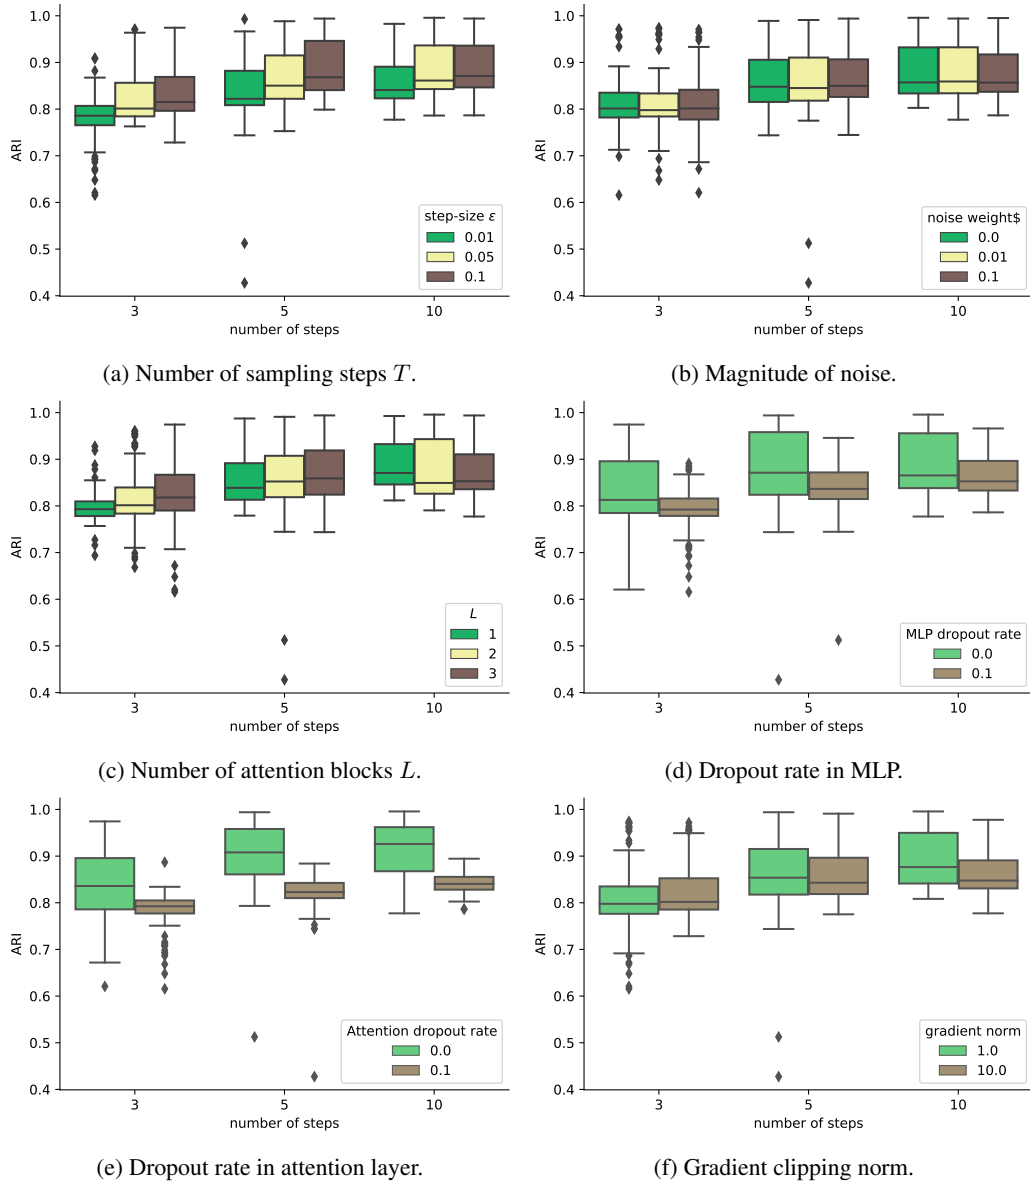 1.0
0.9
0.8
0.7
0.6
0.5
0.4
ARI
step-size ε
0.01
0.05
0.1
3 5 10
number of steps
(a) Number of sampling steps T.
1.0
0.9
0.8
0.7
0.6
0.5
0.4
ARI
noise weight$
0.0
0.01
0.1
3 5 10
number of steps
(b) Magnitude of noise.
1.0
0.9
0.8
0.7
0.6
0.5
0.4
ARI
L
1
2
3
3 5 10
number of steps
(c) Number of attention blocks L.
1.0
0.9
0.8
0.7
0.6
0.5
0.4
ARI
MLP dropout rate
0.0
0.1
3 5 10
number of steps
(d) Dropout rate in MLP.
1.0
0.9
0.8
0.7
0.6
0.5
0.4
ARI
Attention dropout rate
0.0
0.1
3 5 10
number of steps
(e) Dropout rate in attention layer.
1.0
0.9
0.8
0.7
0.6
0.5
0.4
ARI
gradient norm
1.0
10.0
3 5 10
number of steps
(f) Gradient clipping norm.